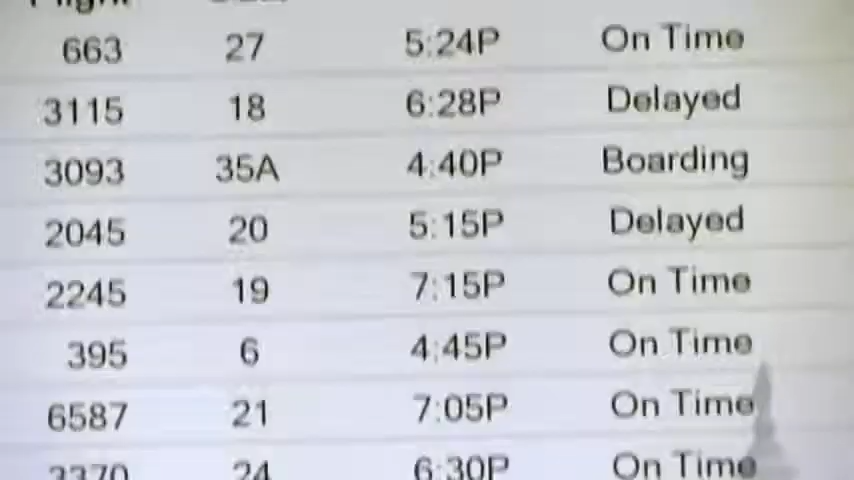 Flight
663 27 5:24P On Time
3115 18 6:28P Delayed
3093 35A 4:40P Boarding
2045 20 5:15P Delayed
2245 19 7:15P On Time
395 6 4:45P On Time
6587 21 7:05P On Time
3370 24 6:30P On Time